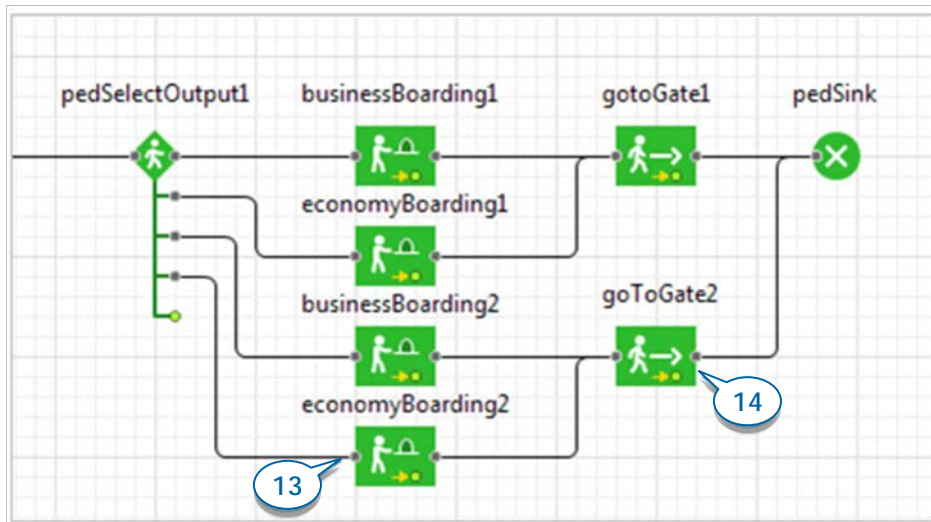 pedSelectOutput1
businessBoarding1
gotoGate1
pedSink
economyBoarding1
businessBoarding2
goToGate2
14
economyBoarding2
13